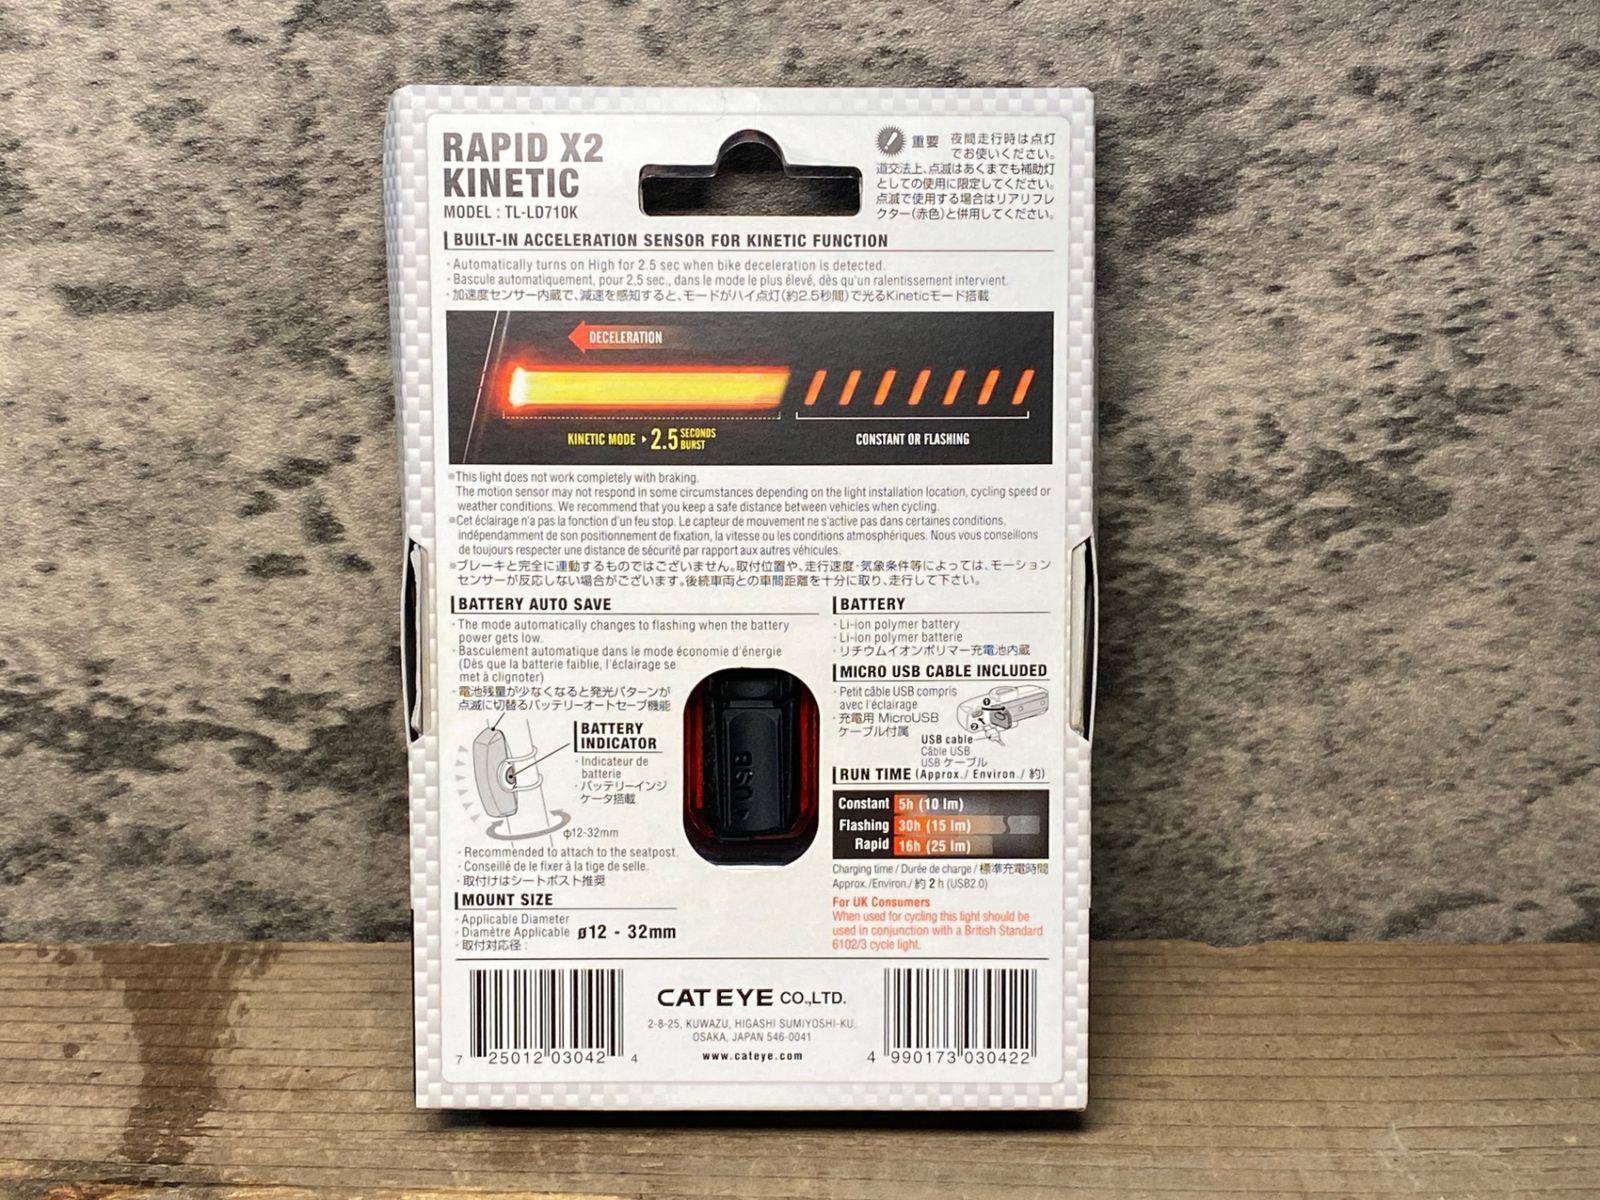 RAPID X2
KINETIC
MODEL : TL-LD710K
重要 夜間走行時は点灯
でお使いください。
道交法上、点滅はあくまでも補助灯
としての使用に限定してください。
点滅で使用する場合はリアリフレ
クター(赤色)と併用してください。
BUILT-IN ACCELERATION SENSOR FOR KINETIC FUNCTION
・Automatically turns on High for 2.5 sec when bike deceleration is detected.
・Bascule automatiquement, pour 2,5 sec., dans le mode le plus élevé, dès qu'un ralentissement intervient.
・加速度センサー内蔵で、減速を感知すると、モードがハイ点灯(約2.5秒間)で光るKineticモード搭載
DECELERATION
KINETIC MODE ▸ 2.5 SECONDS BURST
CONSTANT OR FLASHING
※This light does not work completely with braking.
The motion sensor may not respond in some circumstances depending on the light installation location, cycling speed or
weather conditions. We recommend that you keep a safe distance between vehicles when cycling.
※Cet éclairage n'a pas la fonction d'un feu stop. Le capteur de mouvement ne s'active pas dans certaines conditions,
indépendamment de son positionnement de fixation, la vitesse ou les conditions atmosphériques. Nous vous conseillons
de toujours respecter une distance de sécurité par rapport aux autres véhicules.
※ブレーキと完全に連動するものではございません。取付位置や、走行速度・気象条件等によっては、モーション
センサーが反応しない場合がございます。後続車両との車間距離を十分に取り、走行して下さい。
BATTERY AUTO SAVE
・The mode automatically changes to flashing when the battery
power gets low.
・Basculement automatique dans le mode économie d'énergie
(Dès que la batterie faiblie, l'éclairage se
met à clignoter)
・電池残量が少なくなると発光パターンが
点滅に切替るバッテリーオートセーブ機能
BATTERY
INDICATOR
・Indicateur de
batterie
・バッテリーインジ
ケータ搭載
φ12-32mm
・Recommended to attach to the seatpost.
・Conseillé de le fixer à la tige de selle.
・取付けはシートポスト推奨
MOUNT SIZE
・Applicable Diameter
・Diamètre Applicable ø12 - 32mm
・取付対応径：
USB
BATTERY
・Li-ion polymer battery
・Li-ion polymer batterie
・リチウムイオンポリマー充電池内蔵
MICRO USB CABLE INCLUDED
・Petit câble USB compris
avec l'éclairage
・充電用 MicroUSB
ケーブル付属
1
2
USB cable
Câble USB
USB ケーブル
RUN TIME (Approx./ Environ./ 約)
Constant 5h (10 lm)
Flashing 30h (15 lm)
Rapid 16h (25 lm)
Charging time / Durée de charge / 標準充電時間
Approx./Environ./ 約 2 h (USB2.0)
For UK Consumers
When used for cycling this light should be
used in conjunction with a British Standard
6102/3 cycle light.
7 25012 03042 4
CATEYE CO.,LTD.
2-8-25, KUWAZU, HIGASHI SUMIYOSHI-KU,
OSAKA, JAPAN 546-0041
www.cateye.com
4 990173 030422